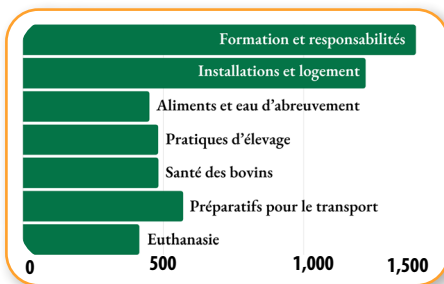 Formation et responsabilités
Installations et logement
Aliments et eau d'abreuvement
Pratiques d'élevage
Santé des bovins
Préparatifs pour le transport
Euthanasie
0 500 1,000 1,500